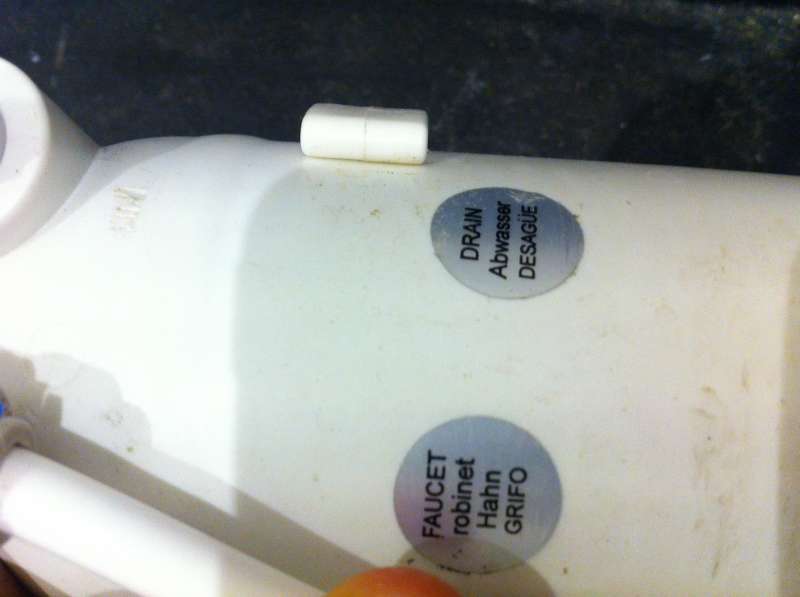 DRAIN
Abwasser
DESAGÜE
FAUCET
robinet
Hahn
GRIFO